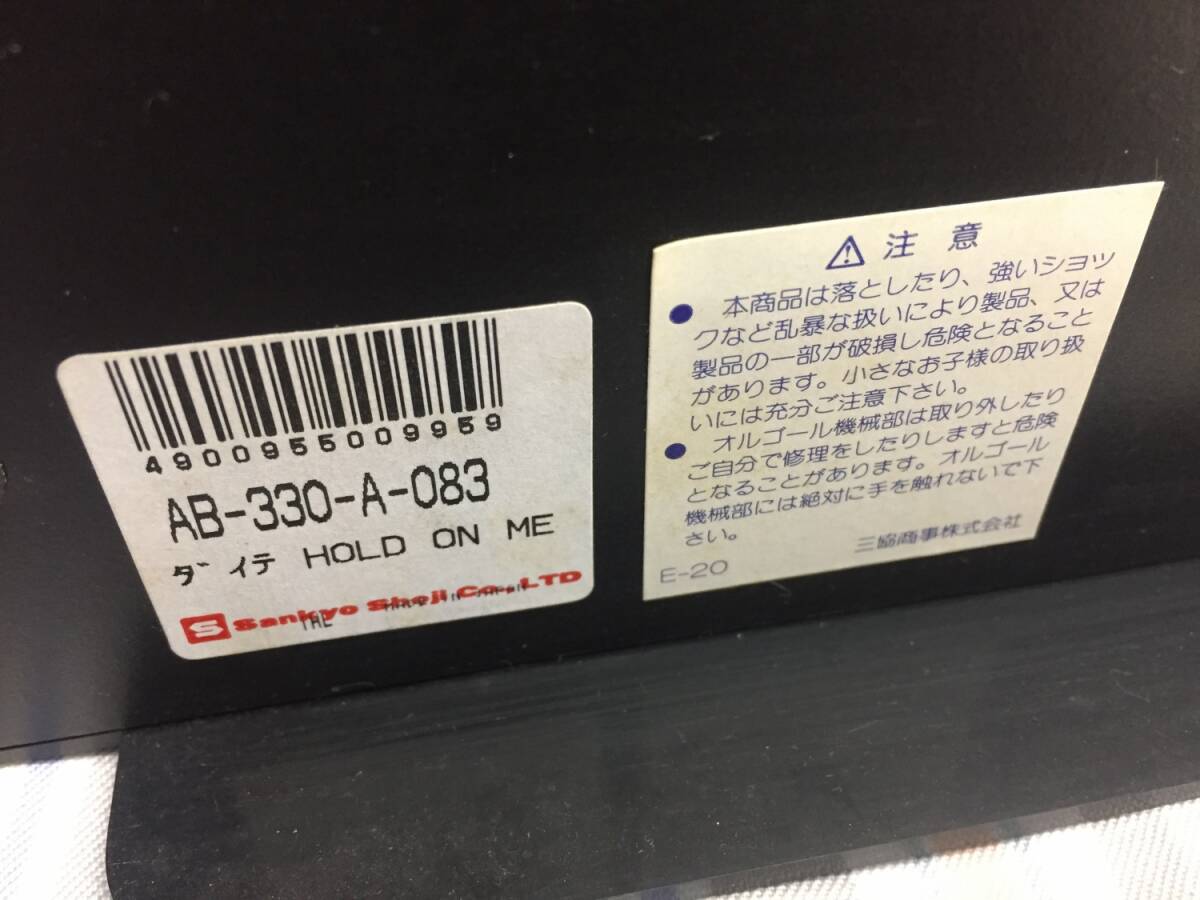 4900955009959
AB-330-A-083
ダイテ HOLD ON ME
S Sankyo Shoji Co., LTD
⚠ 注意
● 本商品は落としたり、強いショッ
クなど乱暴な扱いにより製品、又は
製品の一部が破損し危険となること
があります。小さなお子様の取り扱
いには充分ご注意下さい。
● オルゴール機械部は取り外したり
ご自分で修理をしたりしますと危険
となることがあります。オルゴール
機械部には絶対に手を触れないで下
さい。
三協商事株式会社
E-20